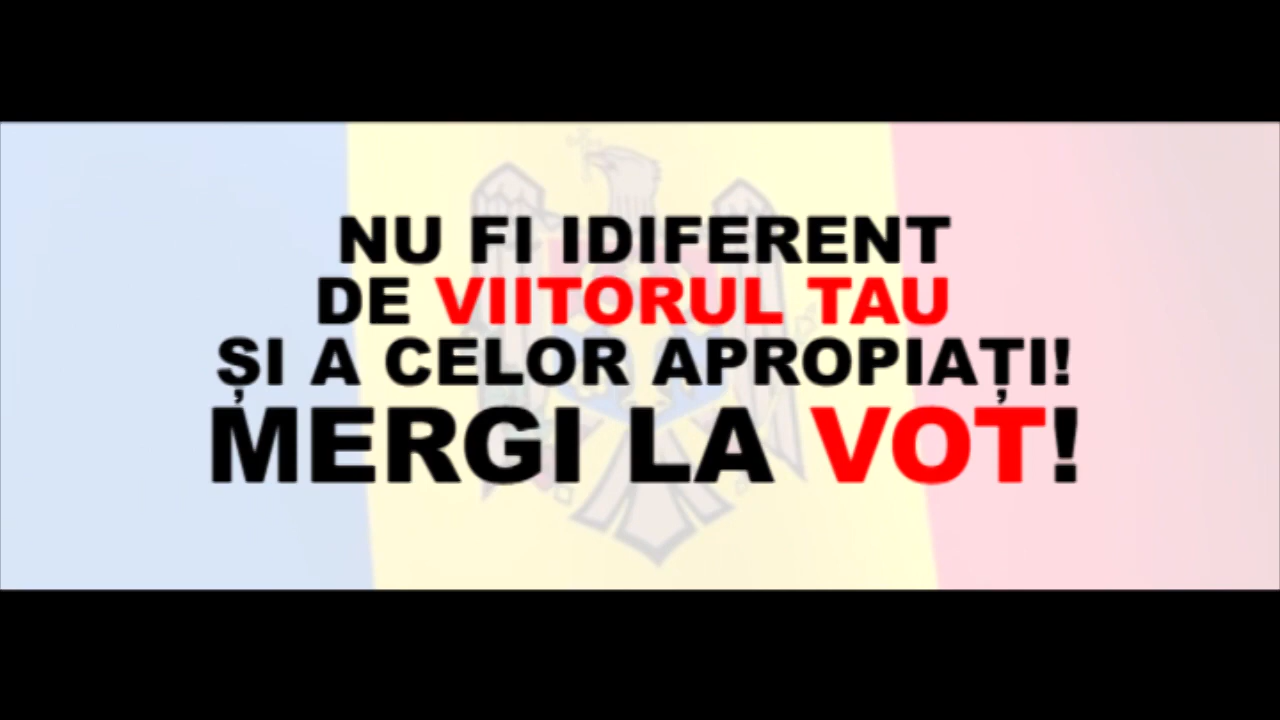 NU FI IDIFERENT
DE VIITORUL TAU
ȘI A CELOR APROPIAȚI!
MERGI LA VOT!